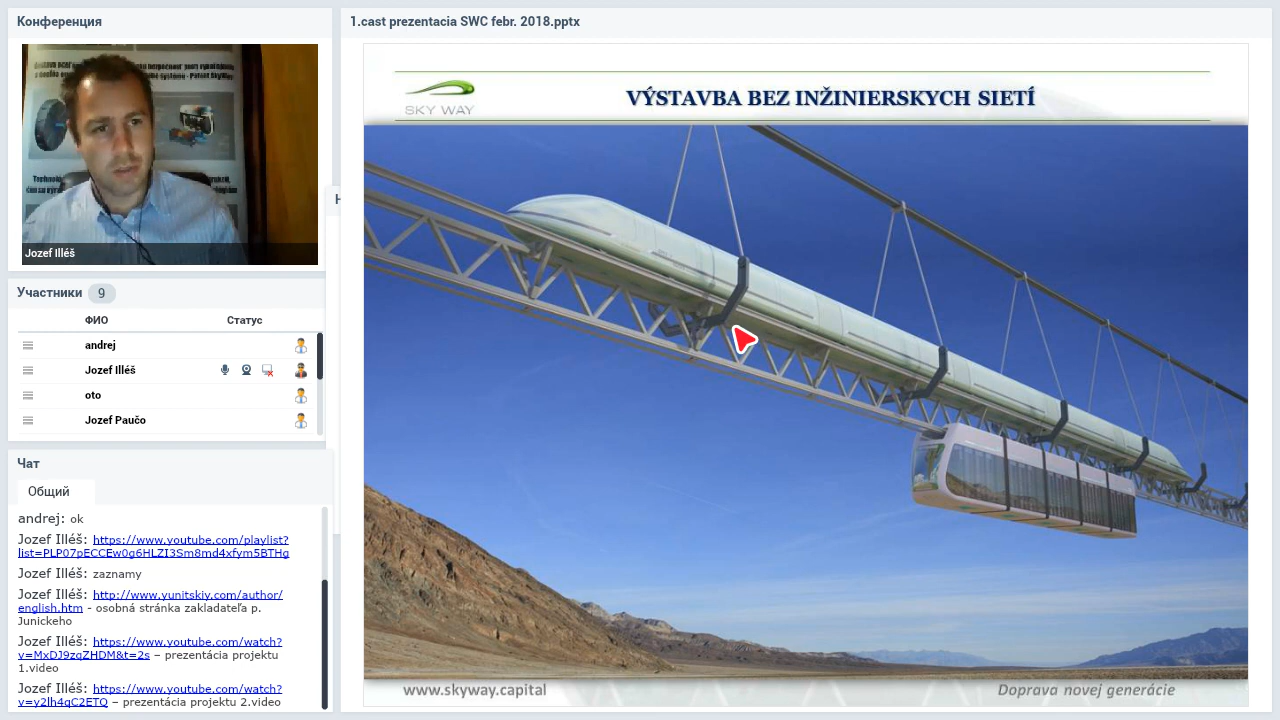 Конференция
Jozef Illéš
Участники 9
ФИО
Статус
andrej
Jozef Illéš
oto
Jozef Paučo
Чат
Общий
andrej: ok
Jozef Illéš: https://www.youtube.com/playlist?
list=PLP07pECCEw0g6HLZI3Sm8md4xfym5BTHg
Jozef Illéš: zaznamy
Jozef Illéš: http://www.yunitskiy.com/author/
english.htm - osobná stránka zakladateľa p.
Junickeho
Jozef Illéš: https://www.youtube.com/watch?
v=MxDJ9zqZHDM&t=2s – prezentácia projektu
1.video
Jozef Illéš: https://www.youtube.com/watch?
v=y2lh4qC2ETQ – prezentácia projektu 2.video
1.cast prezentacia SWC febr. 2018.pptx
SKY WAY
VÝSTAVBA BEZ INŽINIERSKYCH SIETÍ
www.skyway.capital
Doprava novej generácie